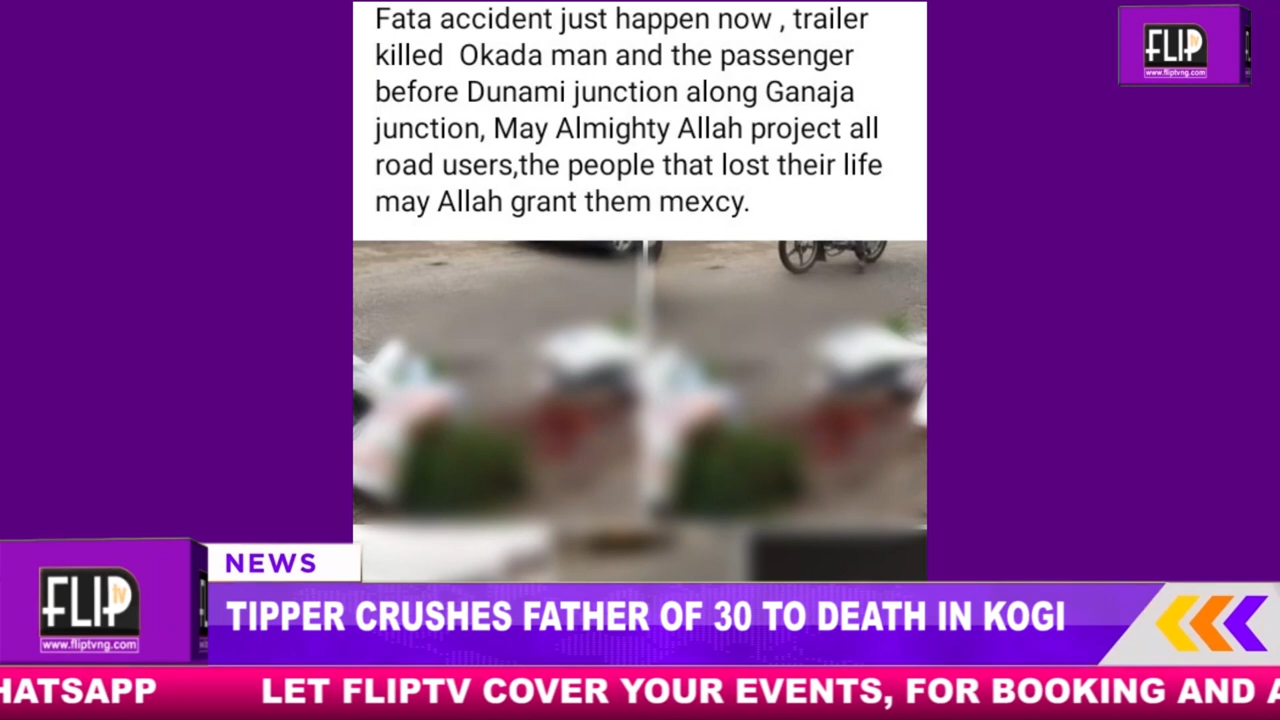 Fata accident just happen now , trailer
killed Okada man and the passenger
before Dunami junction along Ganaja
junction, May Almighty Allah project all
road users,the people that lost their life
may Allah grant them mexcy.
FLIP tv
www.fliptvng.com
NEWS
FLIP tv
www.fliptvng.com
TIPPER CRUSHES FATHER OF 30 TO DEATH IN KOGI
HATSAPP LET FLIPTV COVER YOUR EVENTS, FOR BOOKING AND A